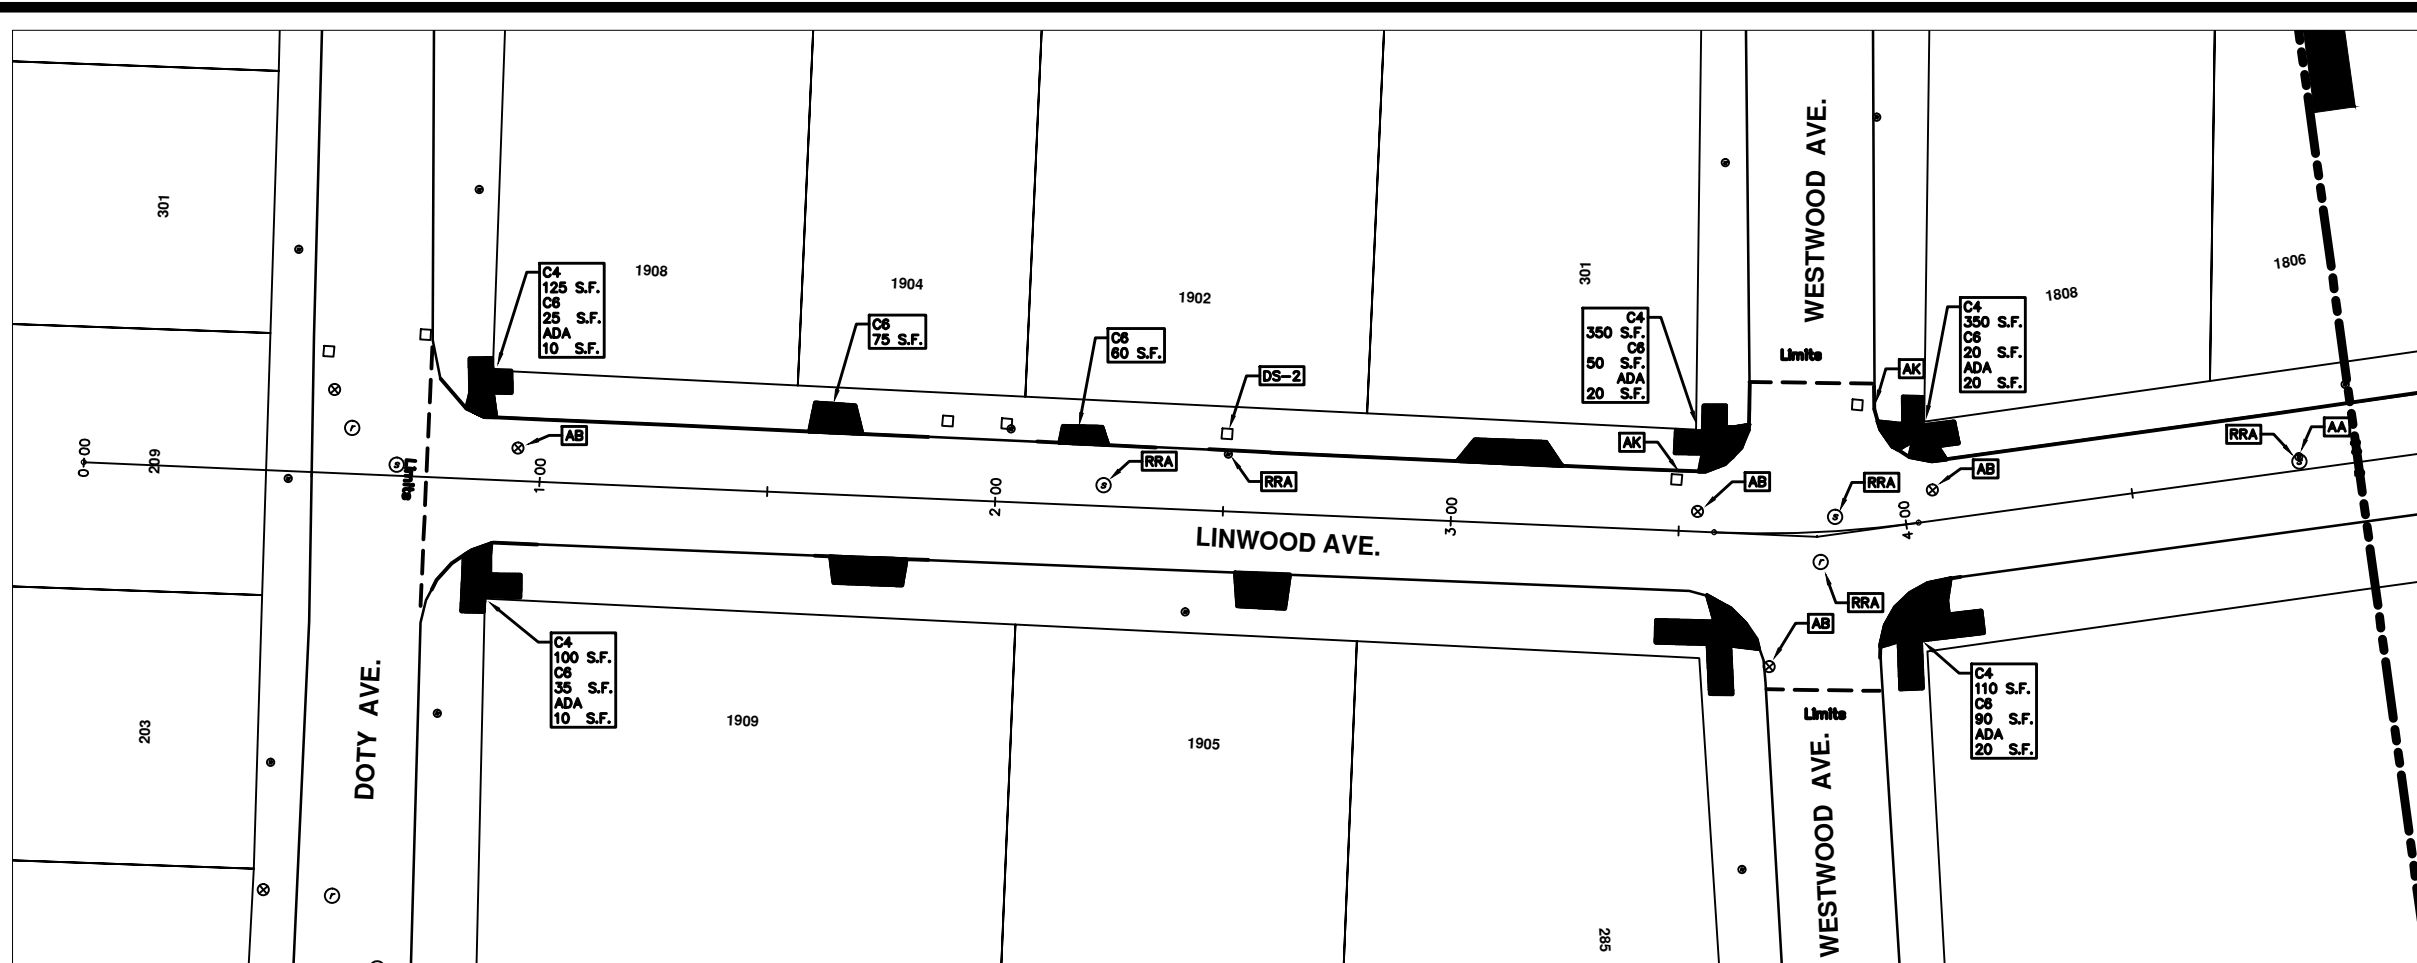 301
209
203
0+00
Limits
DOTY AVE.
C4
125 S.F.
C6
25 S.F.
ADA
10 S.F.
1908
AB
1+00
C4
100 S.F.
C6
35 S.F.
ADA
10 S.F.
1909
1904
C6
75 S.F.
1902
C6
60 S.F.
DS-2
RRA
RRA
2+00
LINWOOD AVE.
1905
3+00
301
C4
350 S.F.
C6
50 S.F.
ADA
20 S.F.
AK
AB
WESTWOOD AVE.
Limits
AK
C4
350 S.F.
C6
20 S.F.
ADA
20 S.F.
1808
1806
RRA
AB
4+00
RRA
AA
RRA
AB
Limits
WESTWOOD AVE.
C4
110 S.F.
C6
90 S.F.
ADA
20 S.F.
285